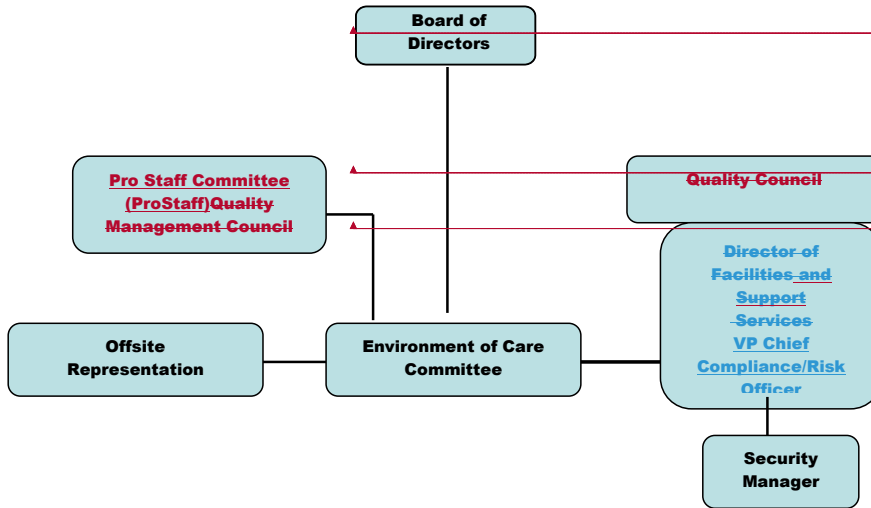 Board of
Directors
Pro Staff Committee
(ProStaff)Quality
Management Council
Quality Council
Director of
Facilities and
Support
Services
VP Chief
Compliance/Risk
Officer
Offsite
Representation
Environment of Care
Committee
Security
Manager